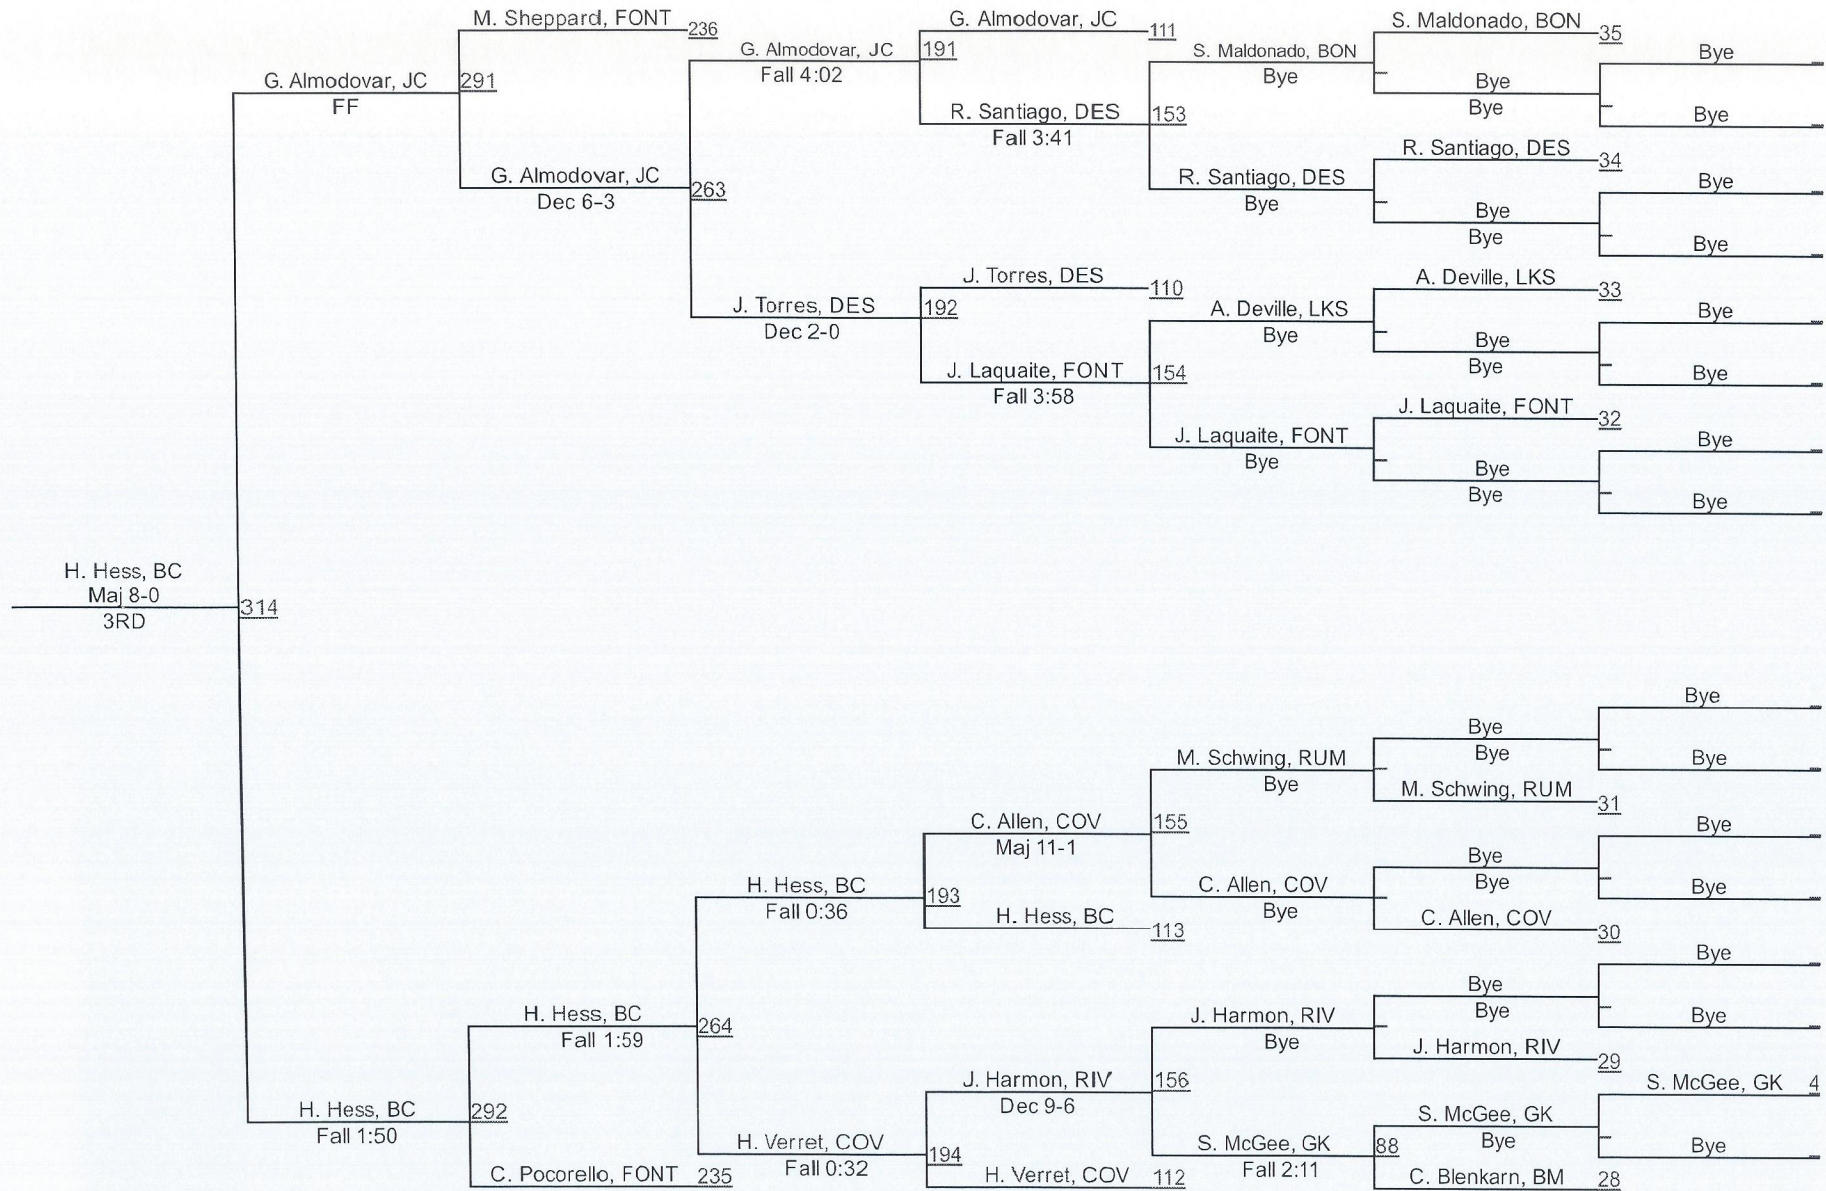 M. Sheppard, FONT
236
G. Almodovar, JC
FF
291
G. Almodovar, JC
Dec 6-3
263
G. Almodovar, JC
Fall 4:02
191
G. Almodovar, JC
111
R. Santiago, DES
Fall 3:41
153
S. Maldonado, BON
Bye
S. Maldonado, BON
35
Bye
Bye
Bye
Bye
R. Santiago, DES
Bye
R. Santiago, DES
34
Bye
Bye
Bye
Bye
J. Torres, DES
Dec 2-0
192
J. Torres, DES
110
J. Laquaite, FONT
Fall 3:58
154
A. Deville, LKS
Bye
A. Deville, LKS
33
Bye
Bye
Bye
Bye
J. Laquaite, FONT
Bye
J. Laquaite, FONT
32
Bye
Bye
Bye
Bye
H. Hess, BC
Maj 8-0
3RD
314
H. Hess, BC
Fall 1:50
292
H. Hess, BC
Fall 1:59
264
H. Hess, BC
Fall 0:36
193
C. Allen, COV
Maj 11-1
155
M. Schwing, RUM
Bye
Bye
Bye
Bye
Bye
M. Schwing, RUM
31
C. Allen, COV
Bye
Bye
Bye
Bye
Bye
C. Allen, COV
30
H. Hess, BC
113
H. Verret, COV
Fall 0:32
194
J. Harmon, RIV
Dec 9-6
156
J. Harmon, RIV
Bye
Bye
Bye
Bye
Bye
J. Harmon, RIV
29
S. McGee, GK
Fall 2:11
88
S. McGee, GK
Bye
S. McGee, GK 4
Bye
C. Blenkarn, BM
28
H. Verret, COV
112
C. Pocorello, FONT
235